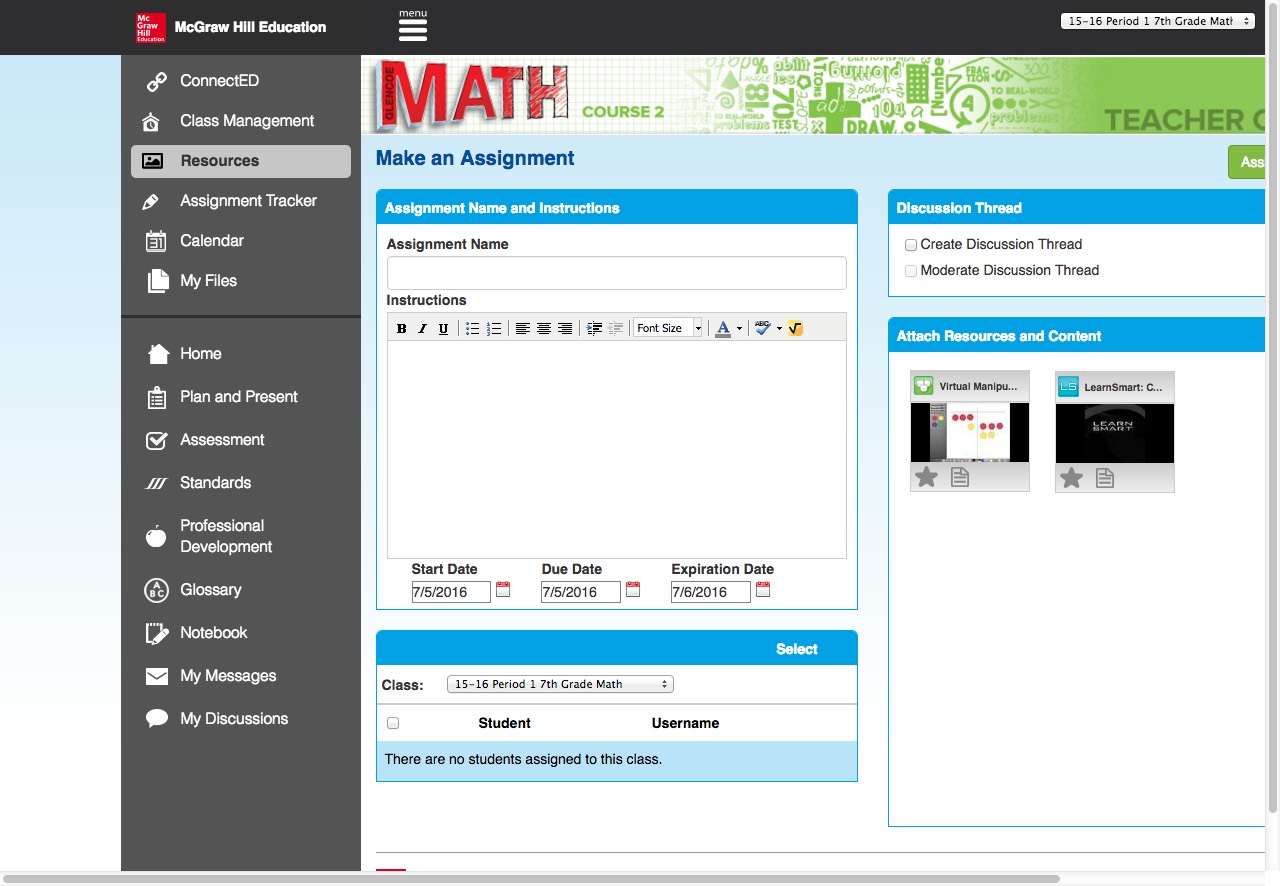 menu
Mc
Graw
Hill
Education
McGraw Hill Education
15-16 Period 1 7th Grade Math
ConnectED
Class Management
Resources
Assignment Tracker
31
Calendar
My Files
Home
Plan and Present
Assessment
Standards
Professional
Development
ABC
Glossary
Notebook
My Messages
My Discussions
GLENCOE
MATH
COURSE 2
TEACHER C
Make an Assignment
Ass
Assignment Name and Instructions
Assignment Name
Instructions
B I U
Font Size
A
ABC
Start Date
Due Date
Expiration Date
7/5/2016
7/5/2016
7/6/2016
Select
Class:
15-16 Period 1 7th Grade Math
Student
Username
There are no students assigned to this class.
Discussion Thread
Create Discussion Thread
Moderate Discussion Thread
Attach Resources and Content
Virtual Manipu...
LS
LearnSmart: C...
LEARN
SMART